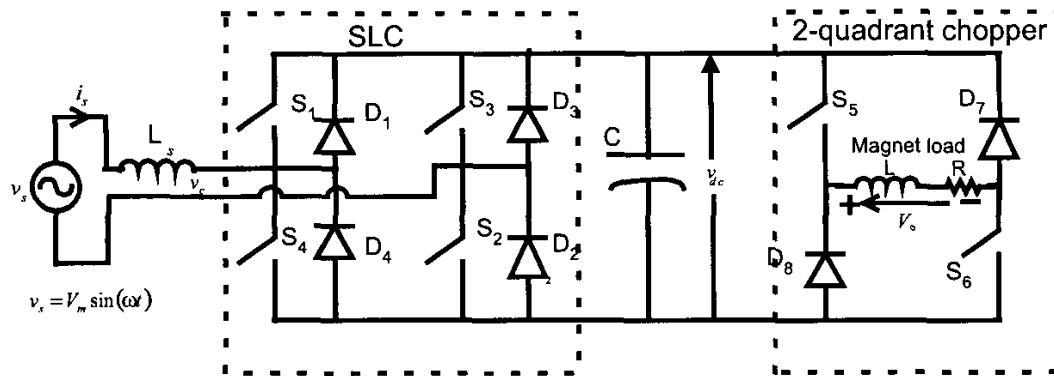 SLC
2-quadrant chopper
i_s
L_s
v_s
v_c
S_1
D_1
S_3
D_3
S_4
D_4
S_2
D_2
C
v_dc
S_5
D_7
Magnet load
L
R
+
−
V_o
D_8
S_6
v_s = V_m sin(ωt)